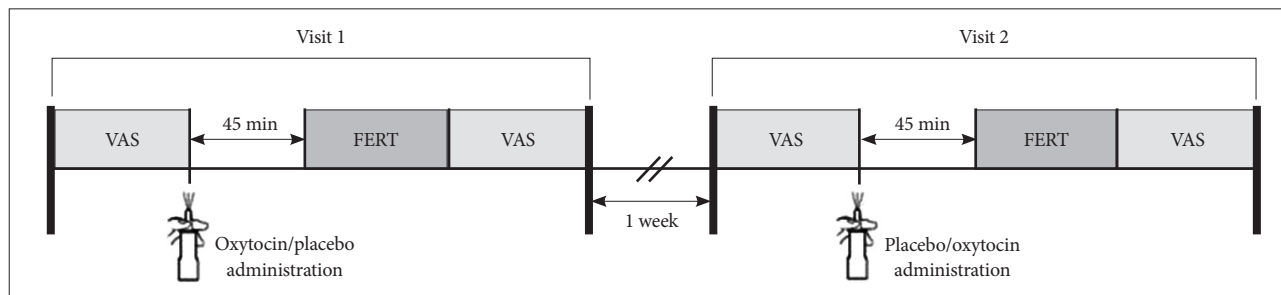 Visit 1
Visit 2
VAS
45 min
FERT
VAS
VAS
45 min
FERT
VAS
1 week
Oxytocin/placebo
administration
Placebo/oxytocin
administration